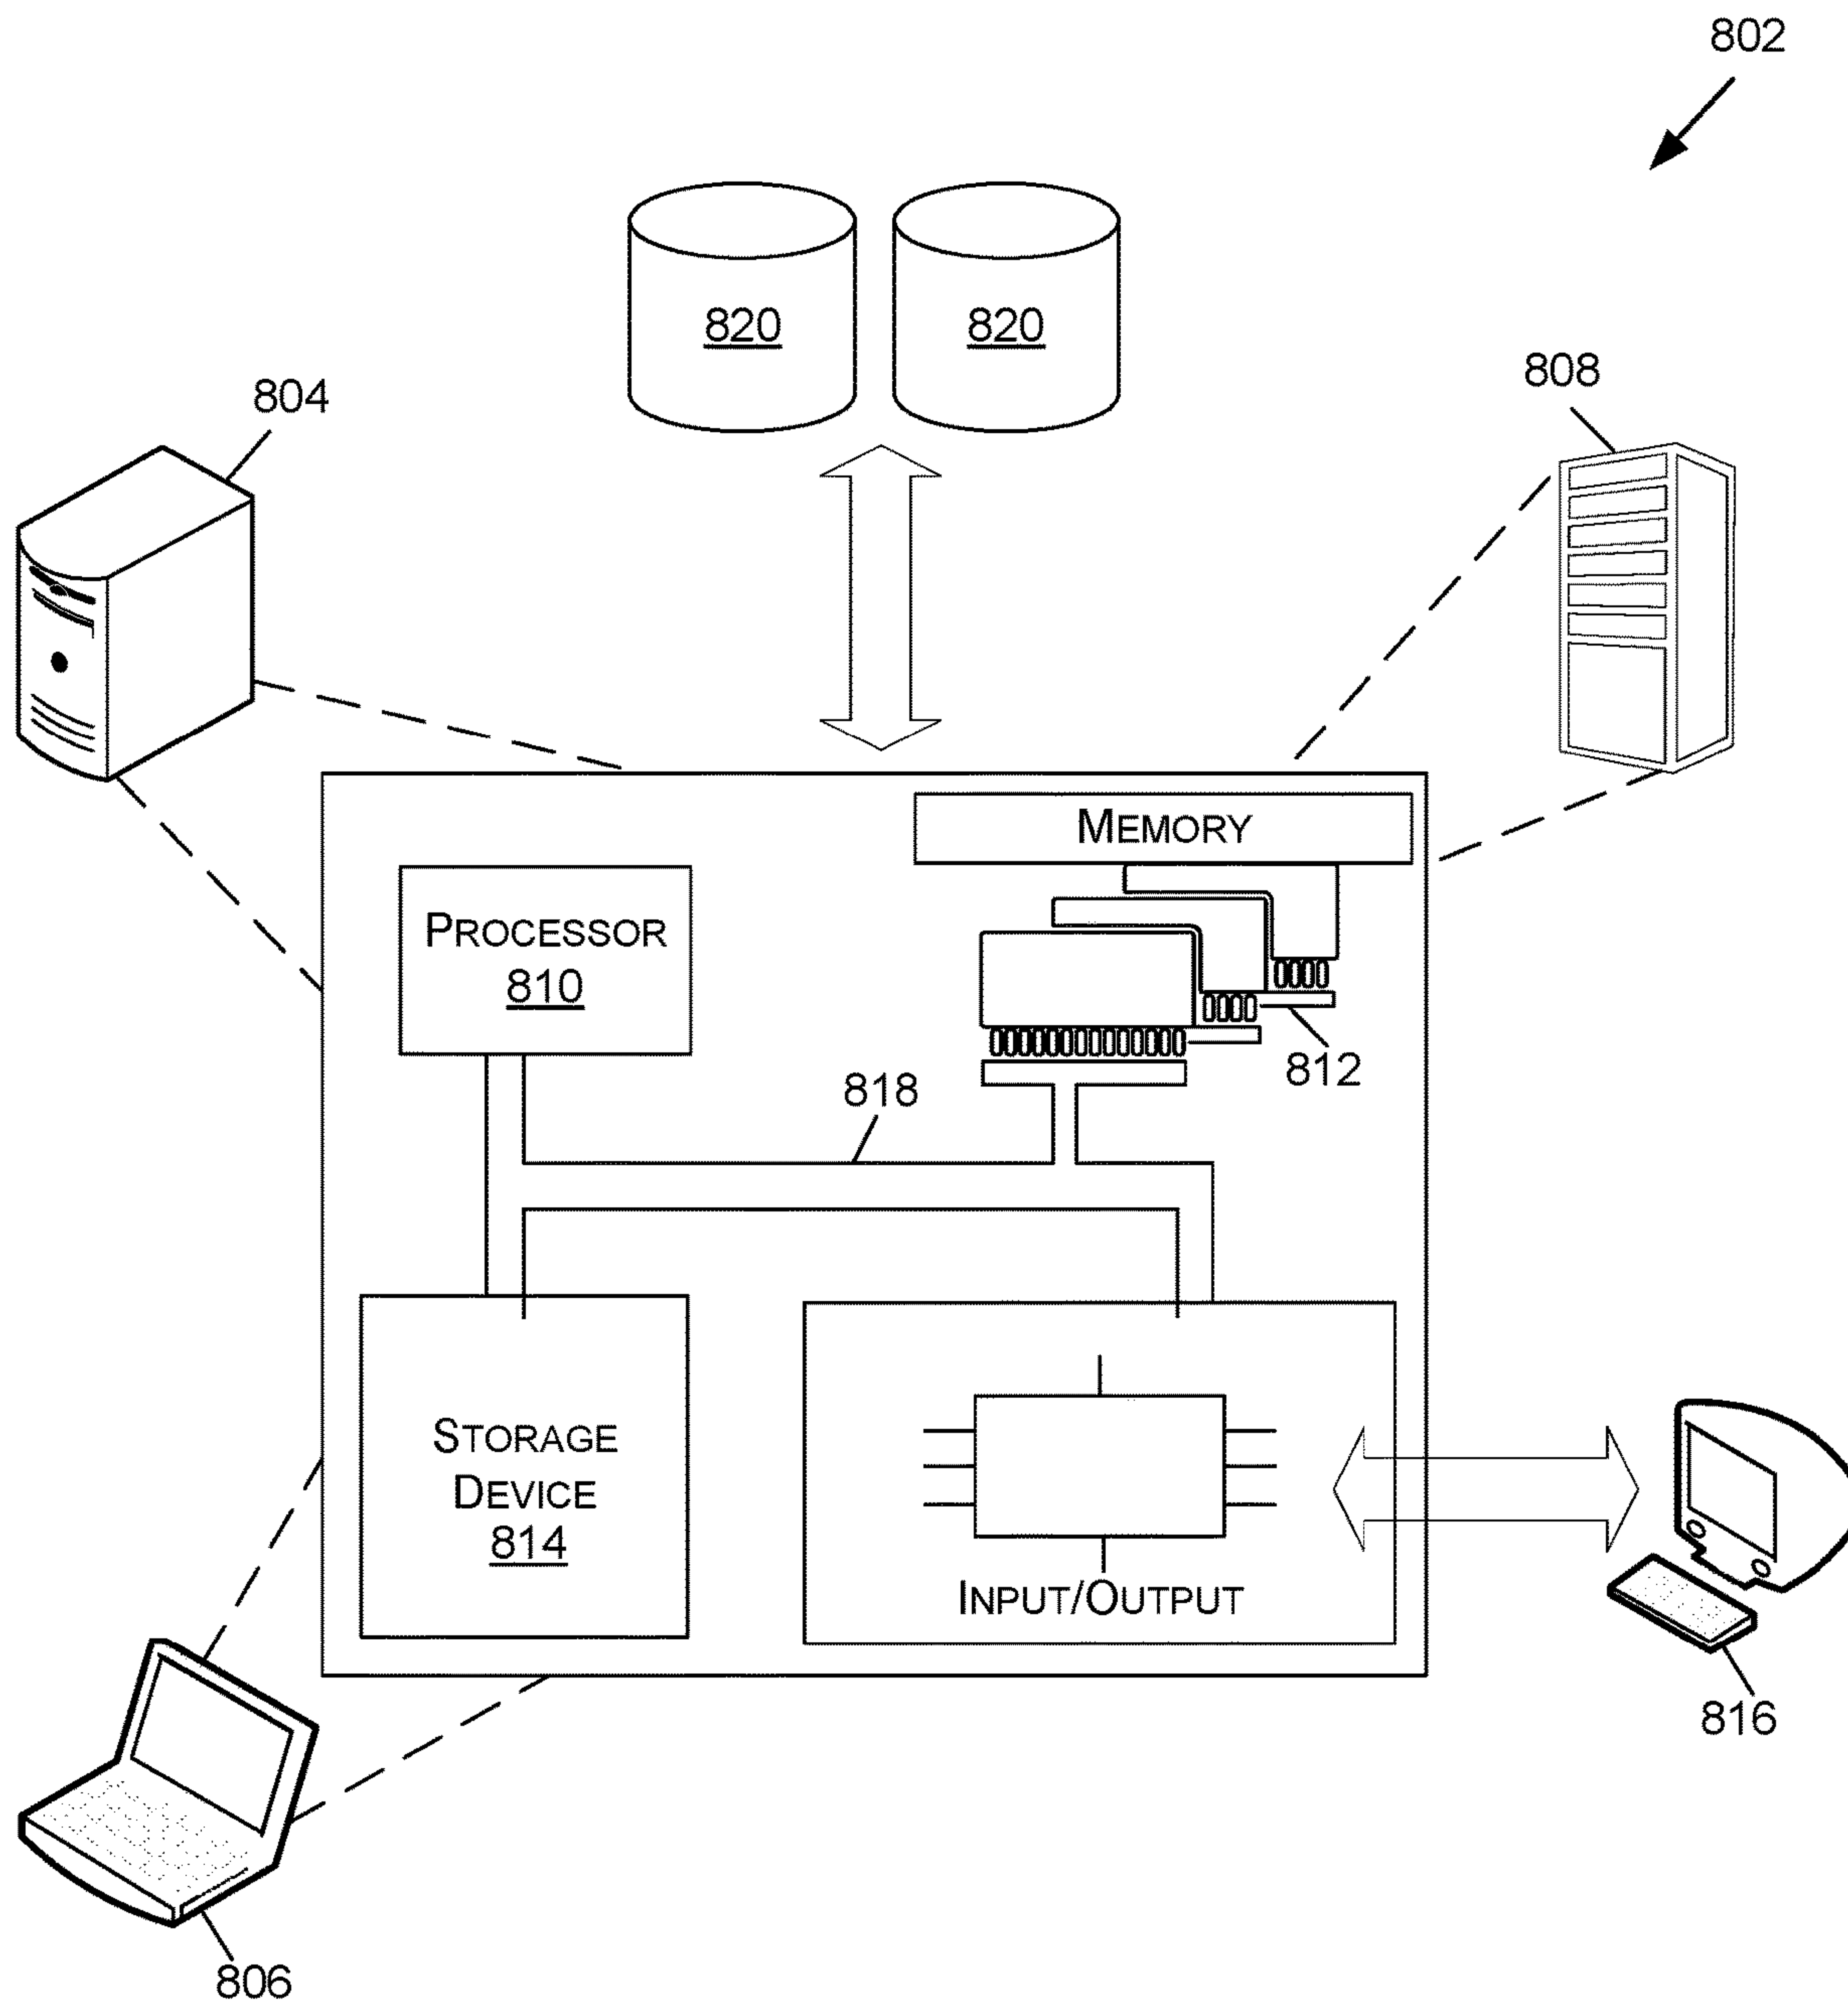 802
820
820
804
808
MEMORY
PROCESSOR
810
812
818
STORAGE
DEVICE
814
INPUT/OUTPUT
816
806